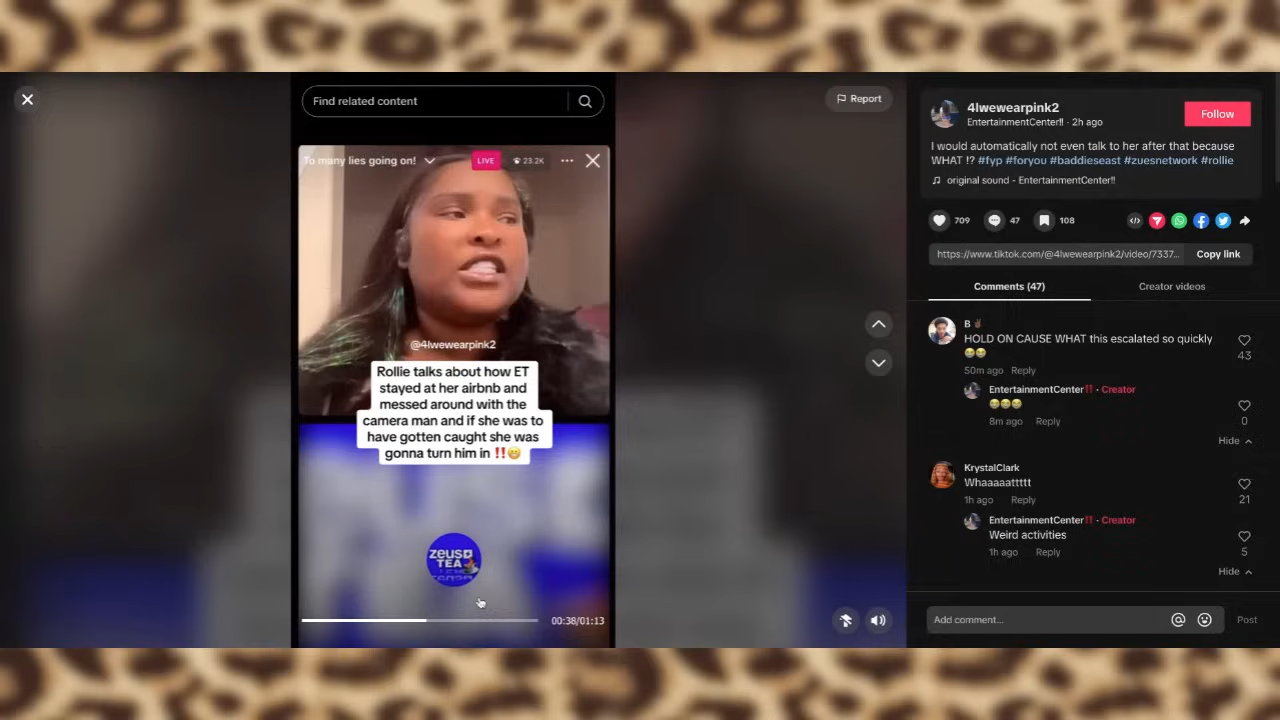 Find related content
Report
To many lies going on!
LIVE
23.2K
@4lwewearpink2
Rollie talks about how ET
stayed at her airbnb and
messed around with the
camera man and if she was to
have gotten caught she was
gonna turn him in ‼️😁
ZEUS
TEA
00:38/01:13
4lwewearpink2
EntertainmentCenter‼️ · 2h ago
Follow
I would automatically not even talk to her after that because
WHAT !? #fyp #foryou #baddieseast #zuesnetwork #rollie
♫ original sound - EntertainmentCenter‼️
709
47
108
https://www.tiktok.com/@4lwewearpink2/video/7337...
Copy link
Comments (47)
Creator videos
B
HOLD ON CAUSE WHAT this escalated so quickly
😂😂
43
50m ago Reply
EntertainmentCenter‼️ · Creator
😂😂😂
0
8m ago Reply
Hide
KrystalClark
Whaaaaattttt
21
1h ago Reply
EntertainmentCenter‼️ · Creator
Weird activities
5
1h ago Reply
Hide
Add comment...
@
Post